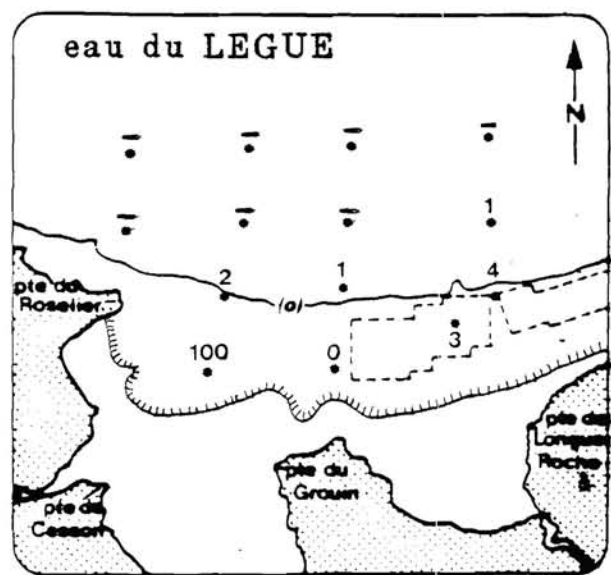 eau du LEGUE
N
1
2
1
4
(o)
pte du
Roselier
3
100
0
pte du
Grouin
pte de
Longue
Roche
pte de
Cesson